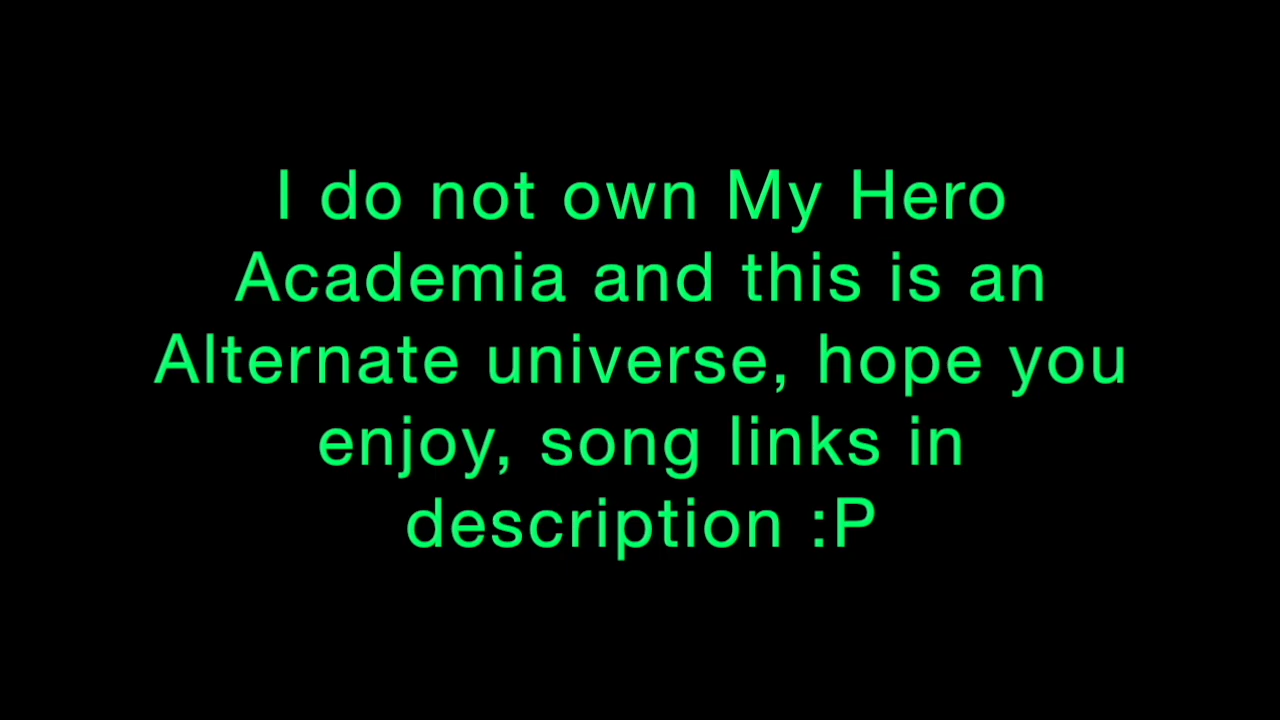 I do not own My Hero
Academia and this is an
Alternate universe, hope you
enjoy, song links in
description :P